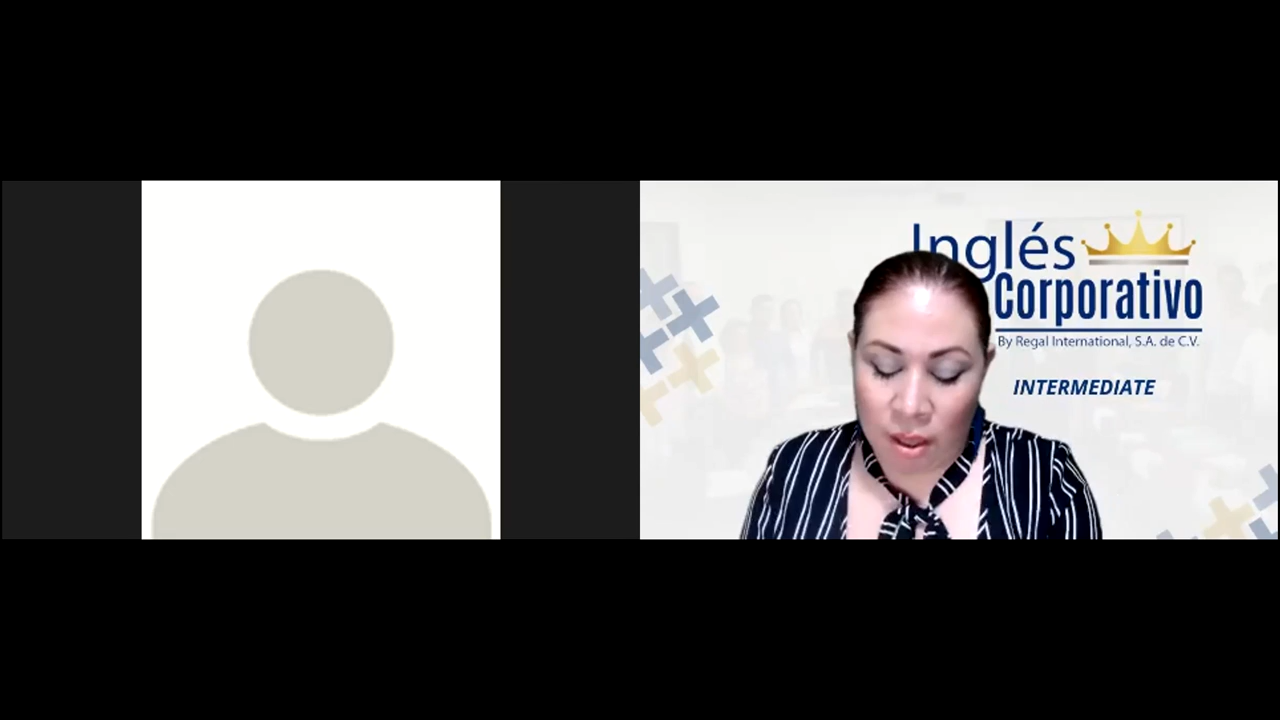 Inglés
Corporativo
By Regal International, S.A. de C.V.
INTERMEDIATE